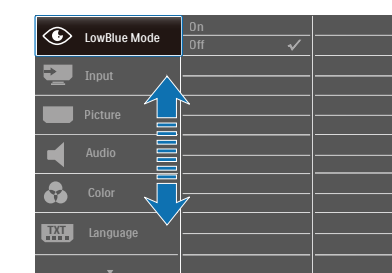 LowBlue Mode
On
Off
Input
Picture
Audio
Color
TXT
Language